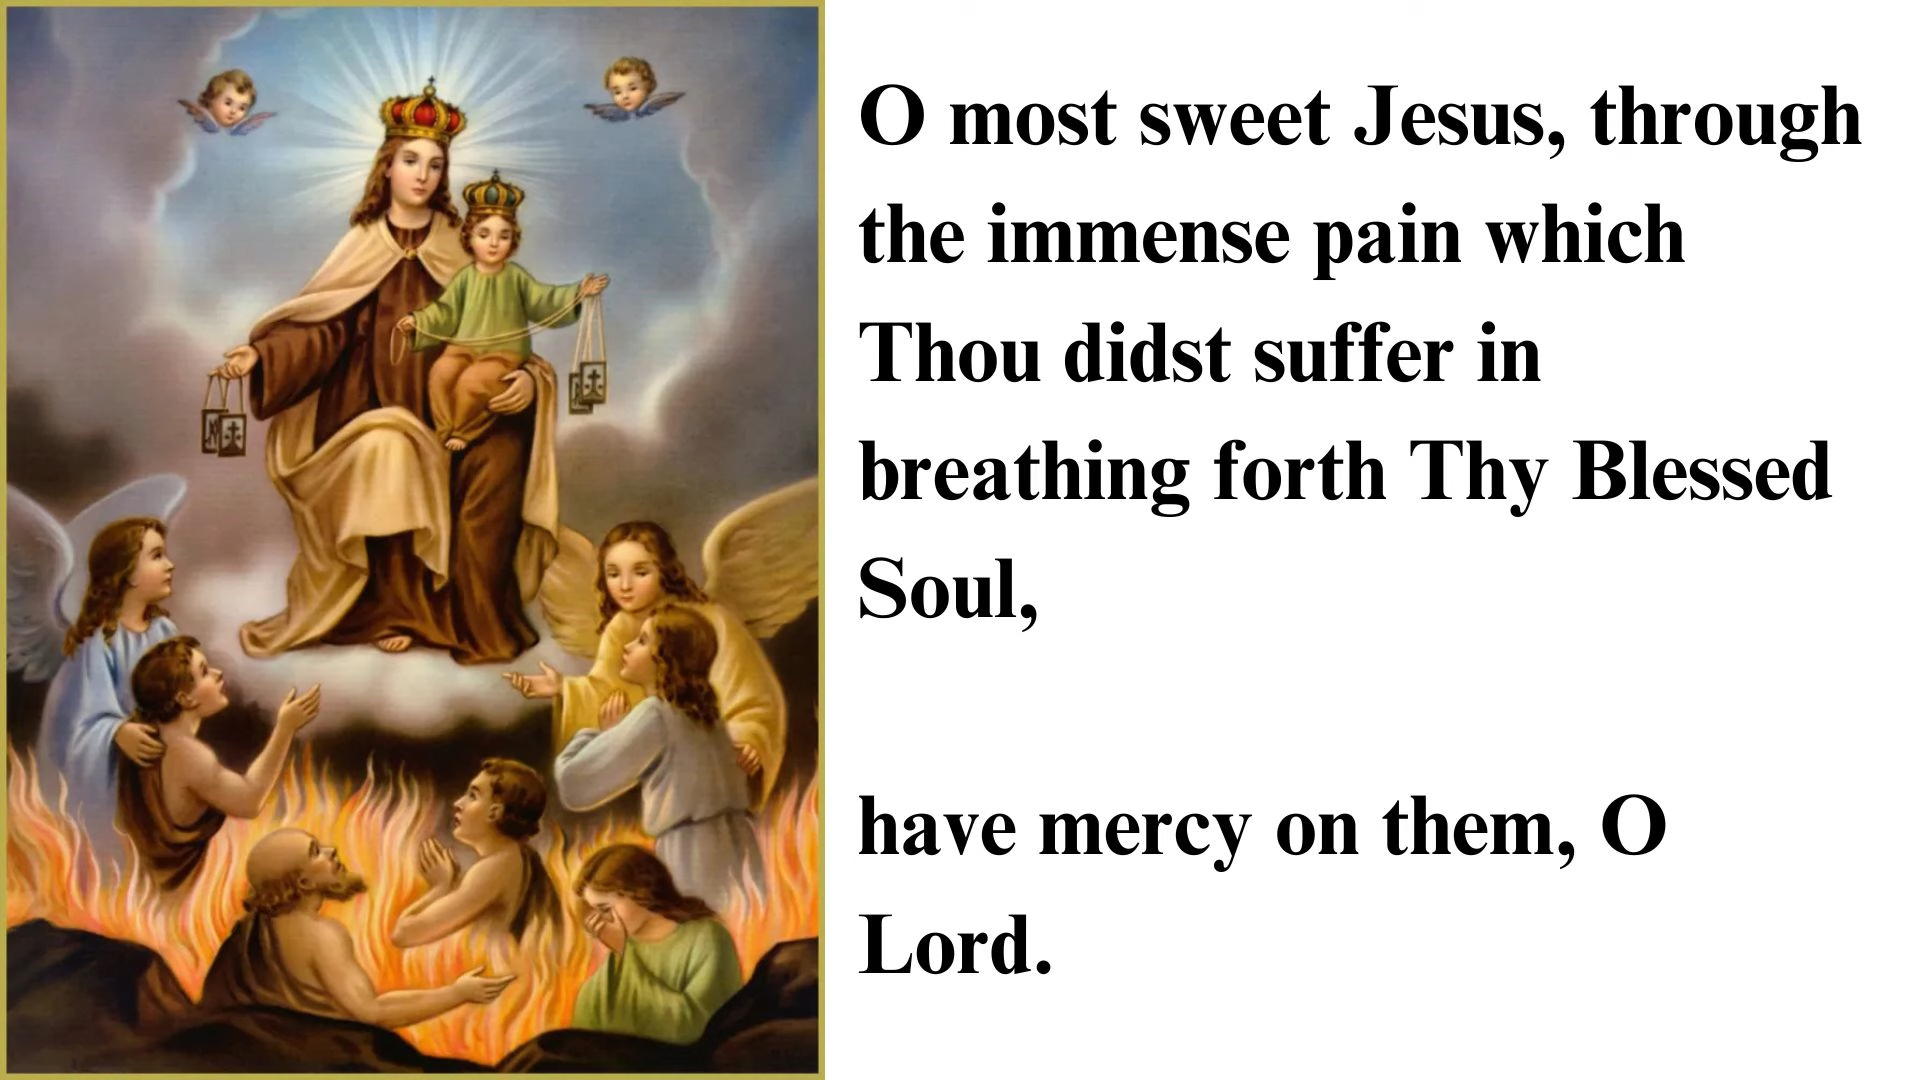 O most sweet Jesus, through
the immense pain which
Thou didst suffer in
breathing forth Thy Blessed
Soul,
have mercy on them, O
Lord.